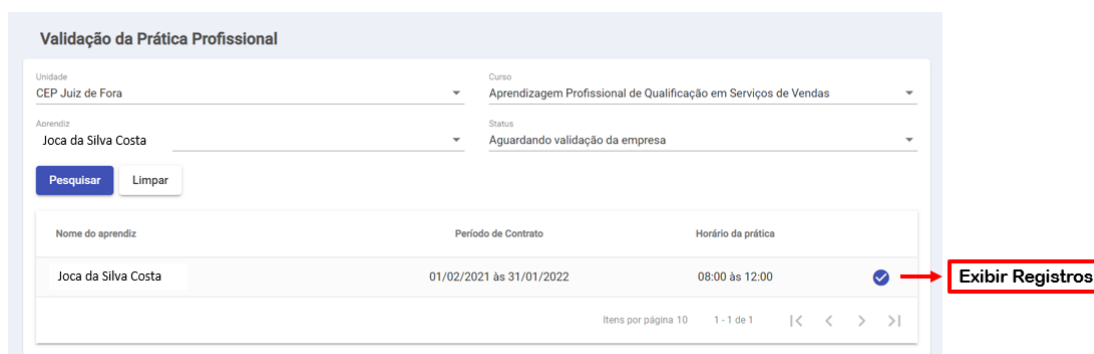 Validação da Prática Profissional
Unidade Curso
CEP Juiz de Fora Aprendizagem Profissional de Qualificação em Serviços de Vendas
Aprendiz Status
Joca da Silva Costa Aguardando validação da empresa
Pesquisar Limpar
Nome do aprendiz Período de Contrato Horário da prática
Joca da Silva Costa 01/02/2021 às 31/01/2022 08:00 às 12:00 Exibir Registros
Itens por página 10 1 - 1 de 1